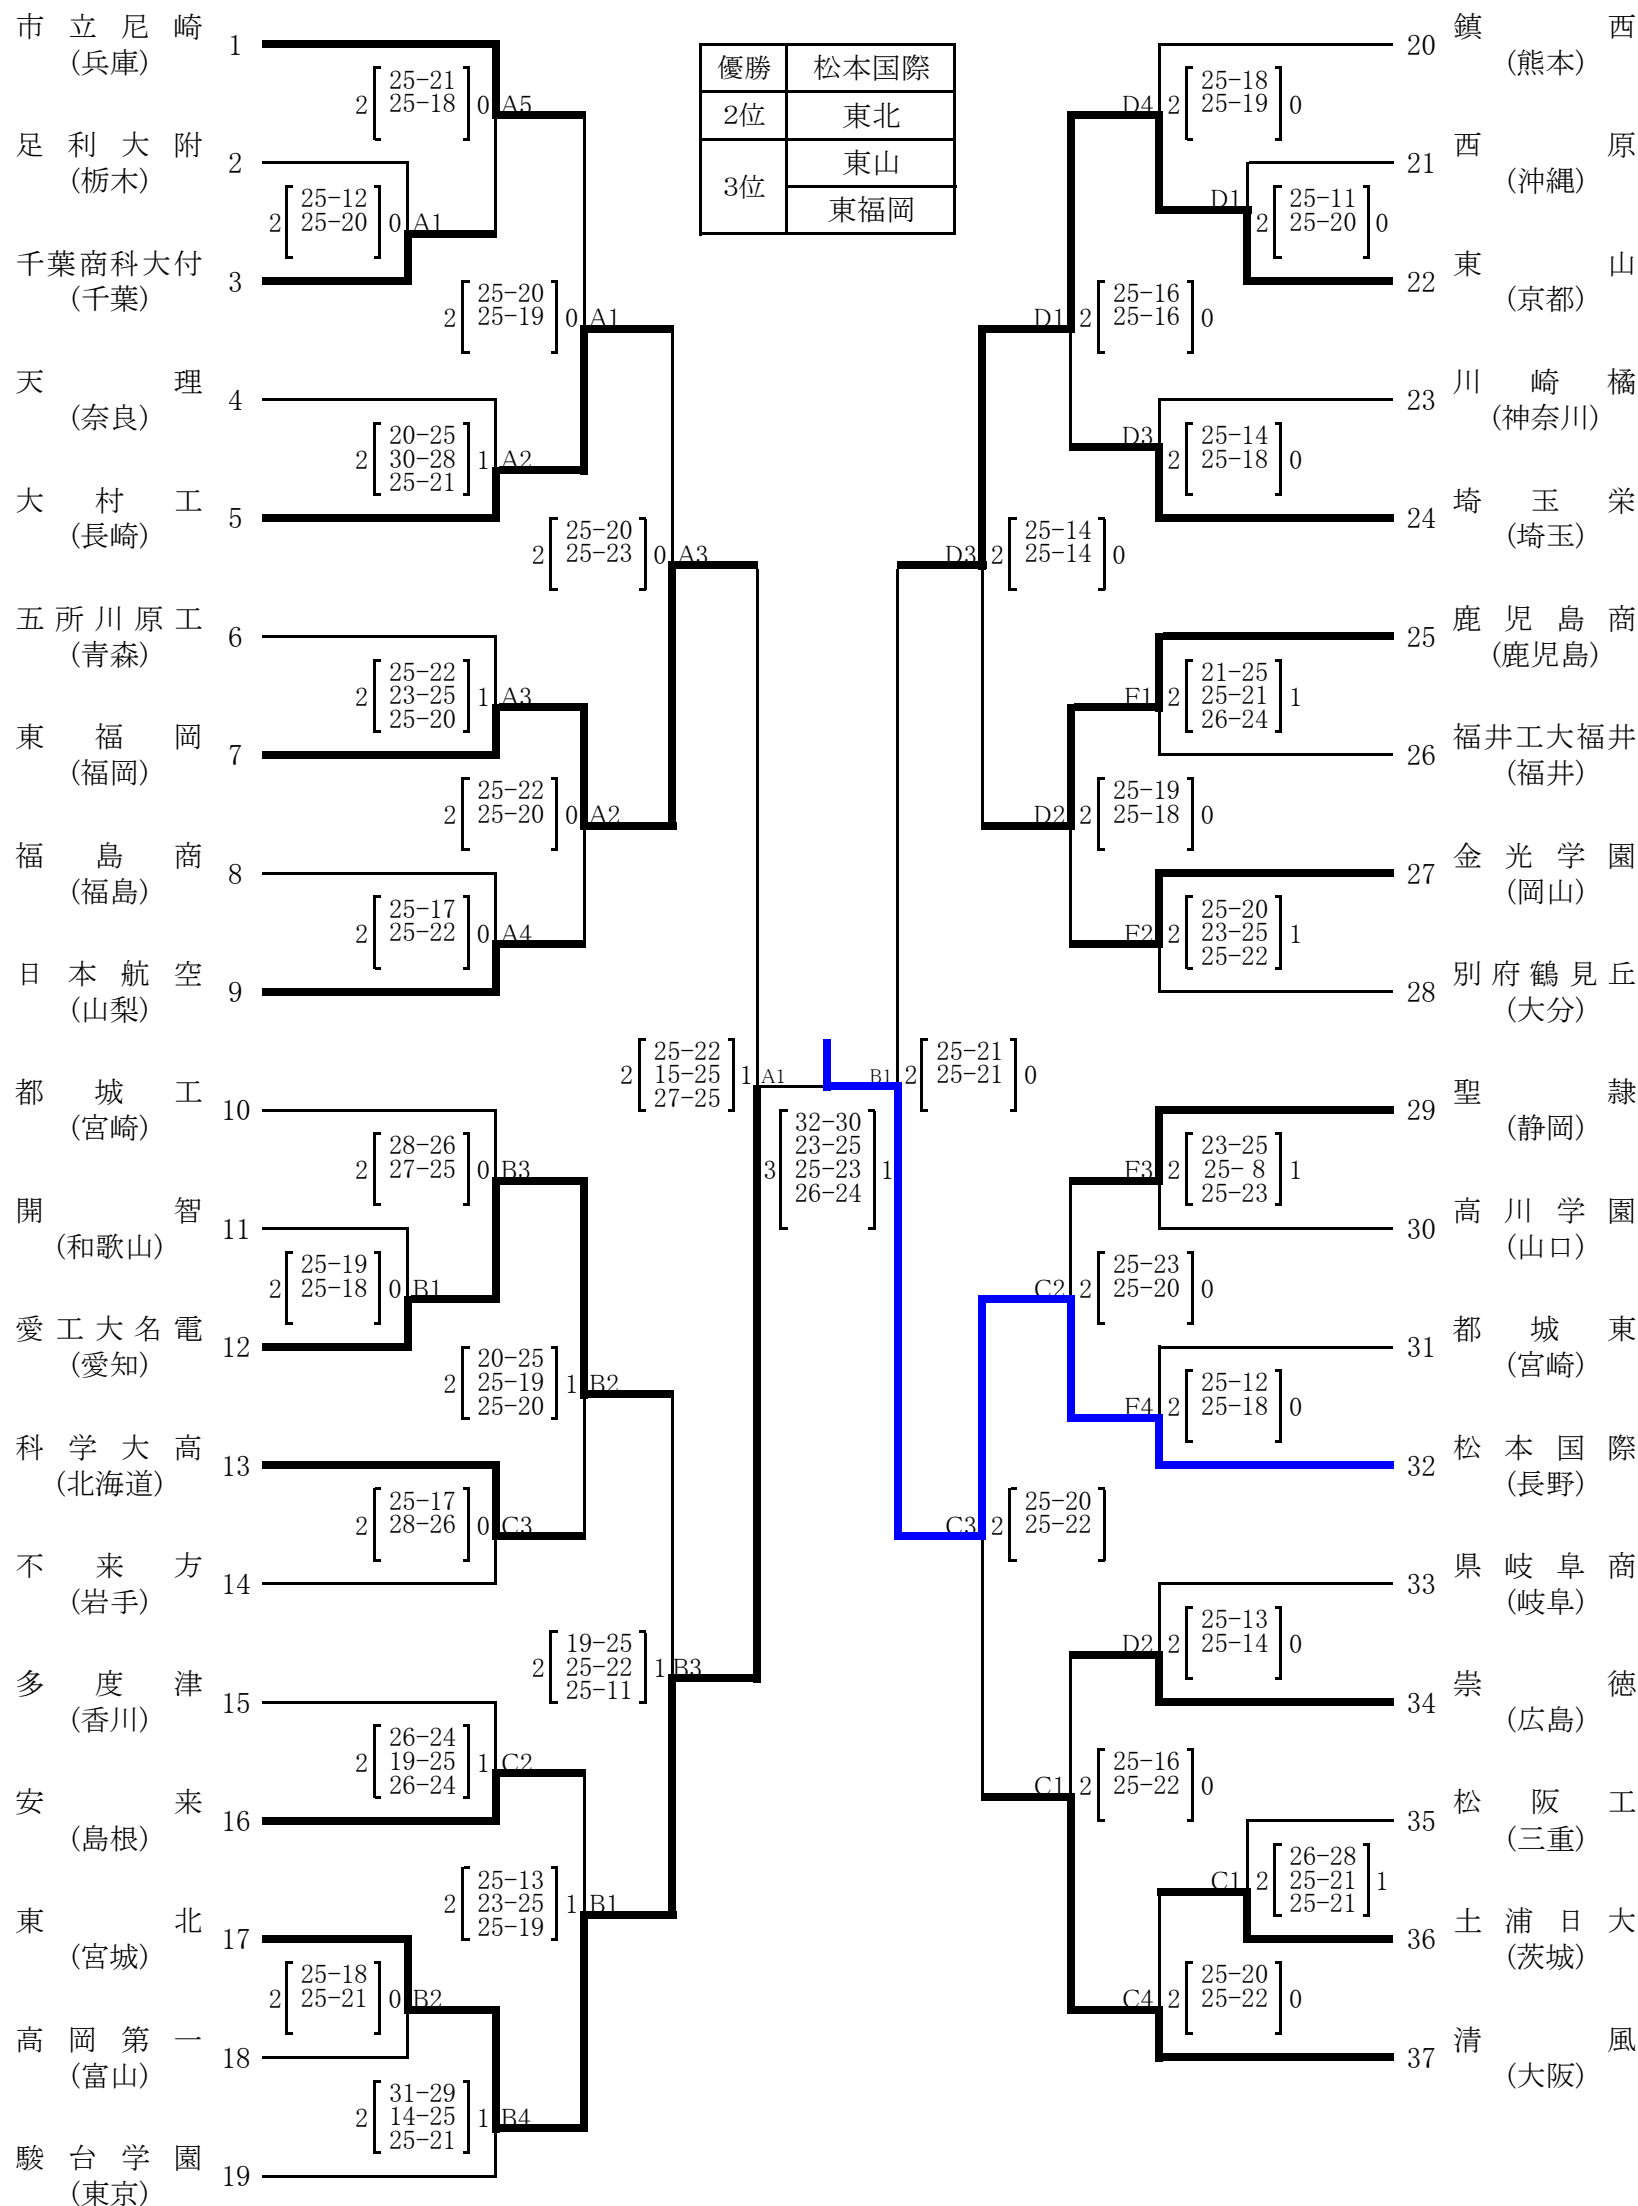 優勝 松本国際
2位 東北
3位 東山
東福岡
市立尼崎 1
(兵庫)
25-21
2 25-18 0 A5
足利大附 2
(栃木)
25-12
2 25-20 0 A1
千葉商科大付 3
(千葉)
25-20
2 25-19 0 A1
天理 4
(奈良)
20-25
2 30-28 1 A2
25-21
大村工 5
(長崎)
25-20
2 25-23 0 A3
五所川原工 6
(青森)
25-22
2 23-25 1 A3
25-20
東福岡 7
(福岡)
25-22
2 25-20 0 A2
福島商 8
(福島)
25-17
2 25-22 0 A4
日本航空 9
(山梨)
25-22
2 15-25 1 A1
27-25
都城工 10
(宮崎)
28-26
2 27-25 0 B3
開智 11
(和歌山)
25-19
2 25-18 0 B1
愛工大名電 12
(愛知)
20-25
2 25-19 1 B2
25-20
科学大高 13
(北海道)
25-17
2 28-26 0 C3
不来方 14
(岩手)
19-25
2 25-22 1 B3
25-11
多度津 15
(香川)
26-24
2 19-25 1 C2
26-24
安来 16
(島根)
25-13
2 23-25 1 B1
25-19
東北 17
(宮城)
25-18
2 25-21 0 B2
高岡第一 18
(富山)
31-29
2 14-25 1 B4
25-21
駿台学園 19
(東京)
32-30
23-25
3 25-23 1
26-24
20 鎮西
(熊本)
25-18
D4 2 25-19 0
21 西原
(沖縄)
25-11
D1 2 25-20 0
22 東山
(京都)
25-16
D1 2 25-16 0
23 川崎橘
(神奈川)
25-14
D3 2 25-18 0
24 埼玉栄
(埼玉)
25-14
D3 2 25-14 0
25 鹿児島商
(鹿児島)
21-25
E1 2 25-21 1
26-24
26 福井工大福井
(福井)
25-19
D2 2 25-18 0
27 金光学園
(岡山)
25-20
E2 2 23-25 1
25-22
28 別府鶴見丘
(大分)
25-21
B1 2 25-21 0
29 聖隷
(静岡)
23-25
E3 2 25- 8 1
25-23
30 高川学園
(山口)
25-23
C2 2 25-20 0
31 都城東
(宮崎)
25-12
E4 2 25-18 0
32 松本国際
(長野)
25-20
C3 2 25-22
33 県岐阜商
(岐阜)
25-13
D2 2 25-14 0
34 崇徳
(広島)
25-16
C1 2 25-22 0
35 松阪工
(三重)
26-28
C1 2 25-21 1
25-21
36 土浦日大
(茨城)
25-20
C4 2 25-22 0
37 清風
(大阪)